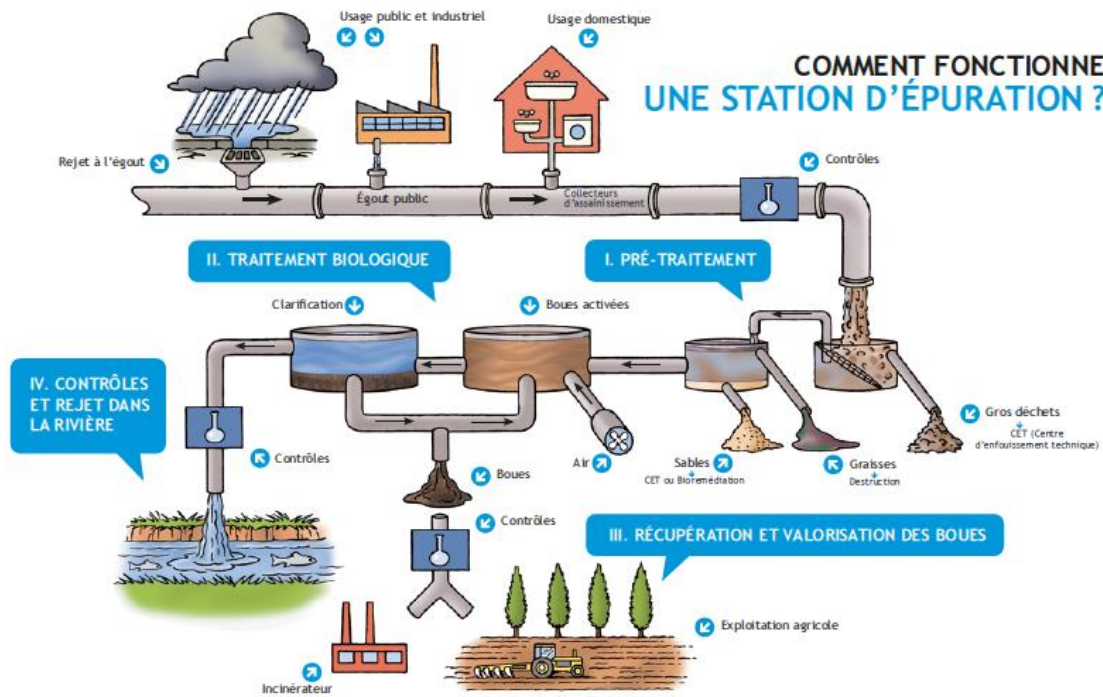 Usage public et industriel
Usage domestique
COMMENT FONCTIONNE
UNE STATION D'ÉPURATION ?
Rejet à l'égout
Contrôles
Égout public
Collecteurs
d'assainissement
II. TRAITEMENT BIOLOGIQUE
I. PRÉ-TRAITEMENT
Clarification
Boues activées
IV. CONTRÔLES
ET REJET DANS
LA RIVIÈRE
Gros déchets
CET (Centre
d'enfouissement technique)
Contrôles
Boues
Air
Sables
CET ou Bioremédiation
Graisses
Destruction
Contrôles
III. RÉCUPÉRATION ET VALORISATION DES BOUES
Exploitation agricole
Incinérateur